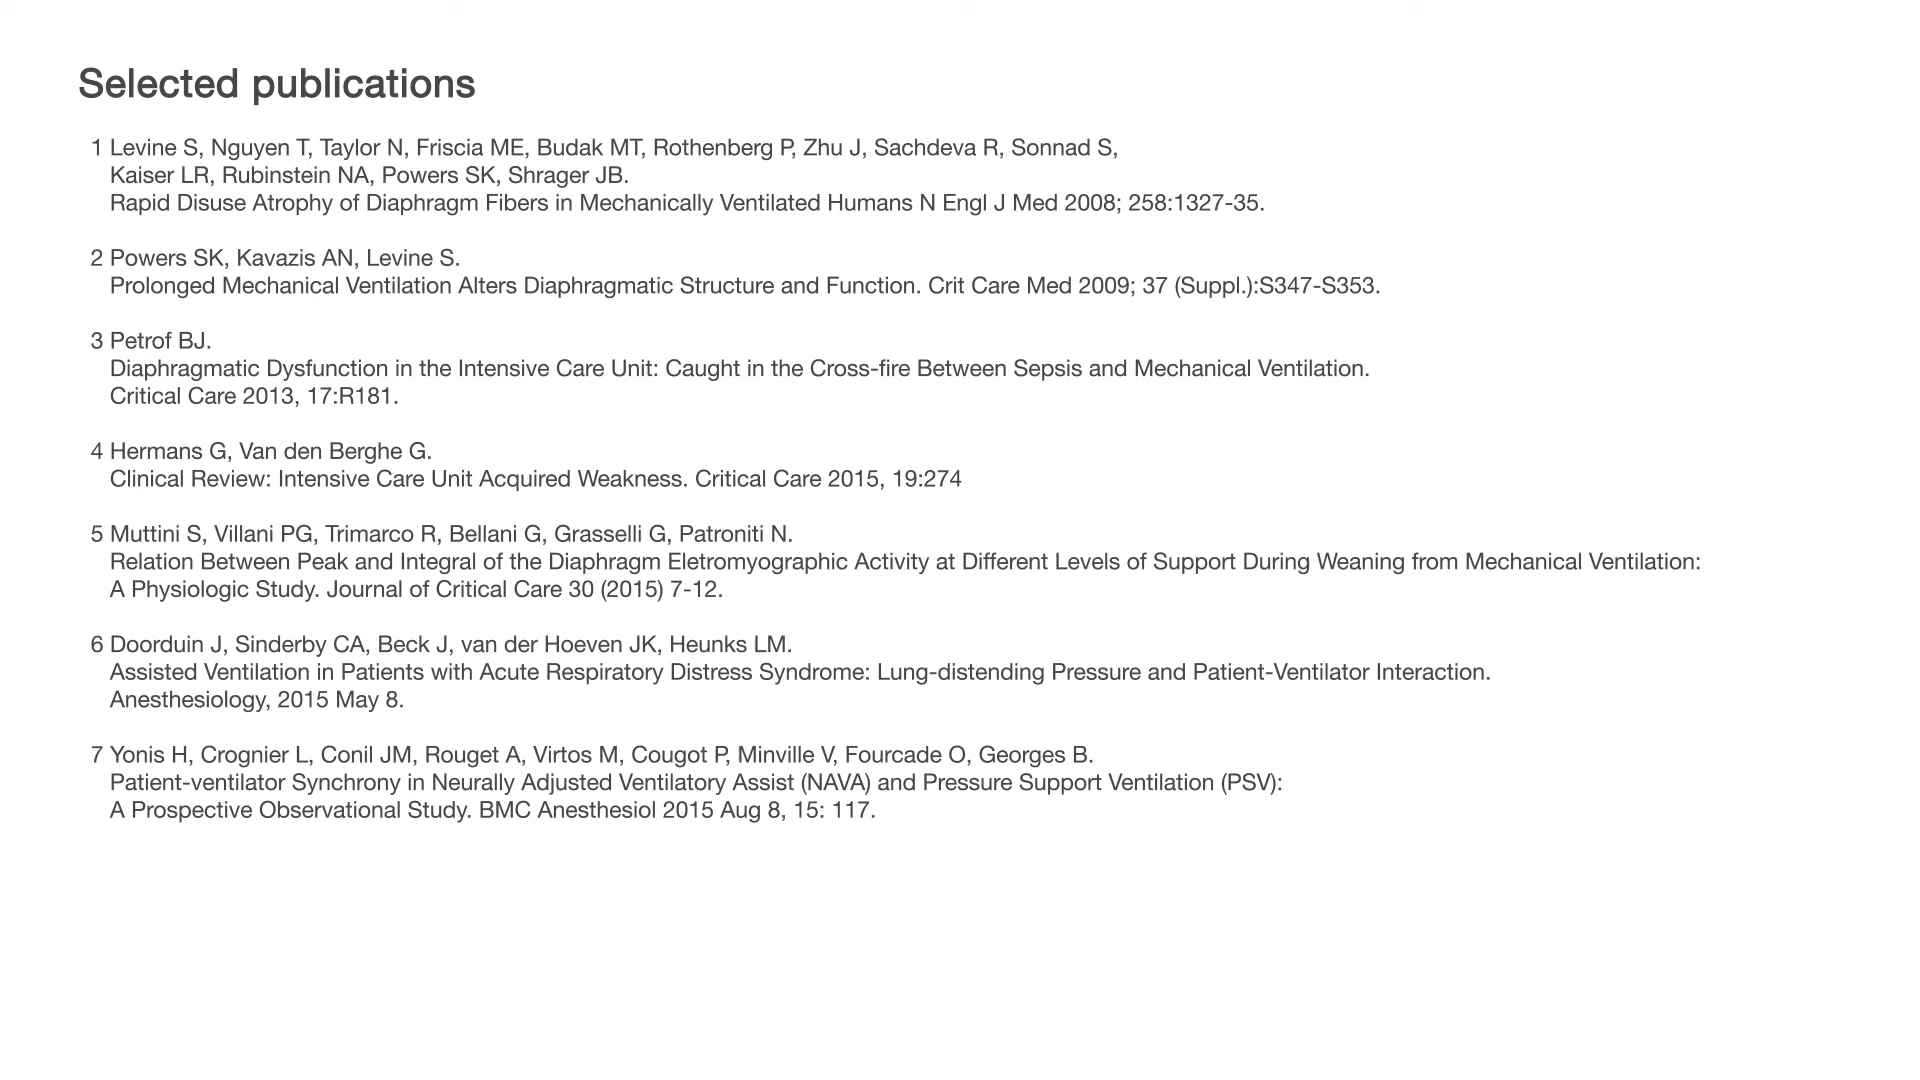 Selected publications
1 Levine S, Nguyen T, Taylor N, Friscia ME, Budak MT, Rothenberg P, Zhu J, Sachdeva R, Sonnad S,
Kaiser LR, Rubinstein NA, Powers SK, Shrager JB.
Rapid Disuse Atrophy of Diaphragm Fibers in Mechanically Ventilated Humans N Engl J Med 2008; 258:1327-35.
2 Powers SK, Kavazis AN, Levine S.
Prolonged Mechanical Ventilation Alters Diaphragmatic Structure and Function. Crit Care Med 2009; 37 (Suppl.):S347-S353.
3 Petrof BJ.
Diaphragmatic Dysfunction in the Intensive Care Unit: Caught in the Cross-fire Between Sepsis and Mechanical Ventilation.
Critical Care 2013, 17:R181.
4 Hermans G, Van den Berghe G.
Clinical Review: Intensive Care Unit Acquired Weakness. Critical Care 2015, 19:274
5 Muttini S, Villani PG, Trimarco R, Bellani G, Grasselli G, Patroniti N.
Relation Between Peak and Integral of the Diaphragm Eletromyographic Activity at Different Levels of Support During Weaning from Mechanical Ventilation:
A Physiologic Study. Journal of Critical Care 30 (2015) 7-12.
6 Doorduin J, Sinderby CA, Beck J, van der Hoeven JK, Heunks LM.
Assisted Ventilation in Patients with Acute Respiratory Distress Syndrome: Lung-distending Pressure and Patient-Ventilator Interaction.
Anesthesiology, 2015 May 8.
7 Yonis H, Crognier L, Conil JM, Rouget A, Virtos M, Cougot P, Minville V, Fourcade O, Georges B.
Patient-ventilator Synchrony in Neurally Adjusted Ventilatory Assist (NAVA) and Pressure Support Ventilation (PSV):
A Prospective Observational Study. BMC Anesthesiol 2015 Aug 8, 15: 117.